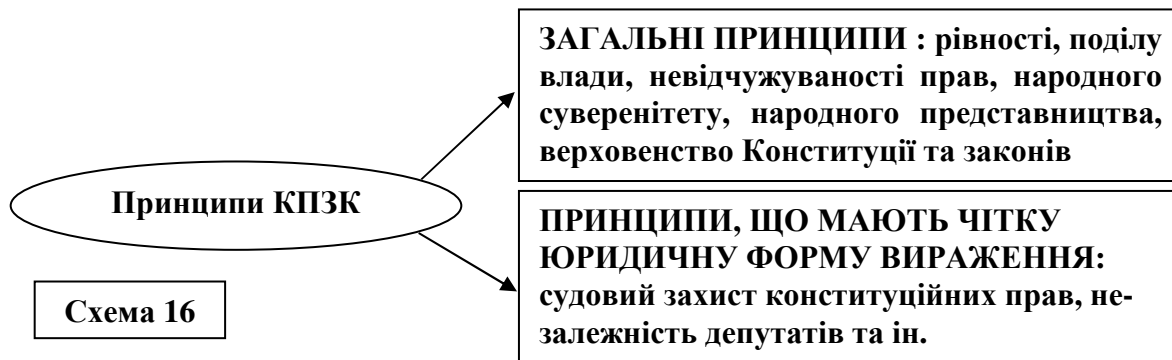 ЗАГАЛЬНІ ПРИНЦИПИ : рівності, поділу
влади, невідчужуваності прав, народного
суверенітету, народного представництва,
верховенство Конституції та законів
Принципи КПЗК
ПРИНЦИПИ, ЩО МАЮТЬ ЧІТКУ
ЮРИДИЧНУ ФОРМУ ВИРАЖЕННЯ:
судовий захист конституційних прав, не-
залежність депутатів та ін.
Схема 16